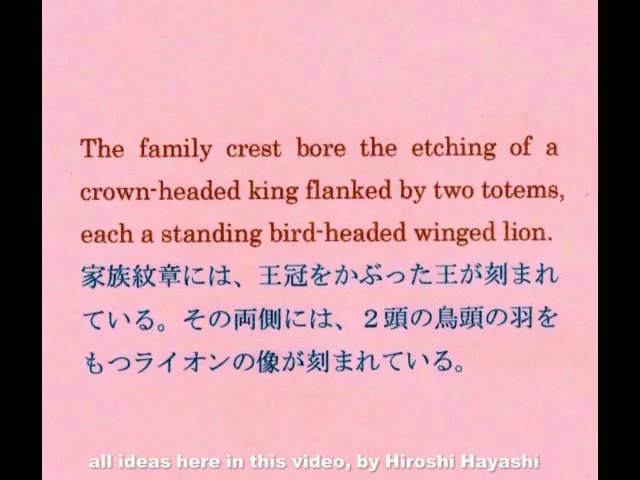 The family crest bore the etching of a
crown-headed king flanked by two totems,
each a standing bird-headed winged lion.
家族紋章には、王冠をかぶった王が刻まれ
ている。その両側には、２頭の鳥頭の羽を
もつライオンの像が刻まれている。
all ideas here in this video, by Hiroshi Hayashi